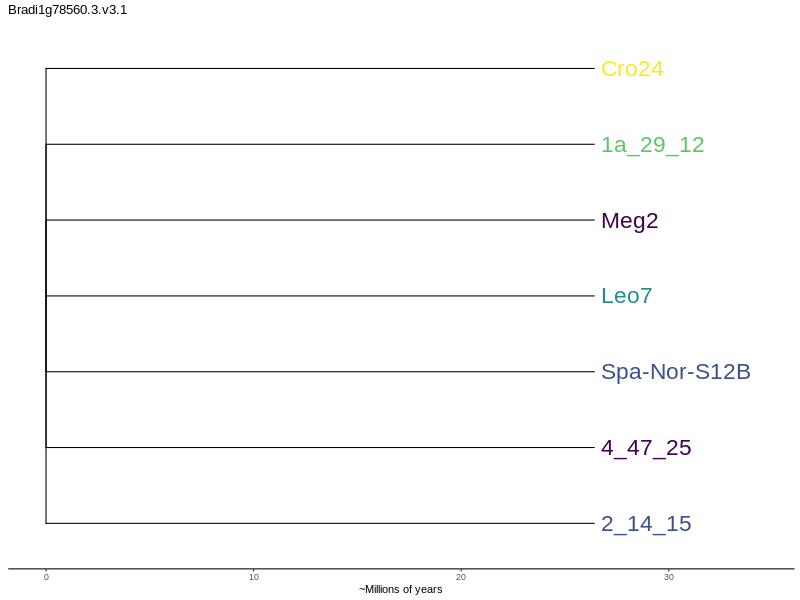 Bradi1g78560.3.v3.1
Cro24
1a_29_12
Meg2
Leo7
Spa-Nor-S12B
4_47_25
2_14_15
0 10 20 30
~Millions of years